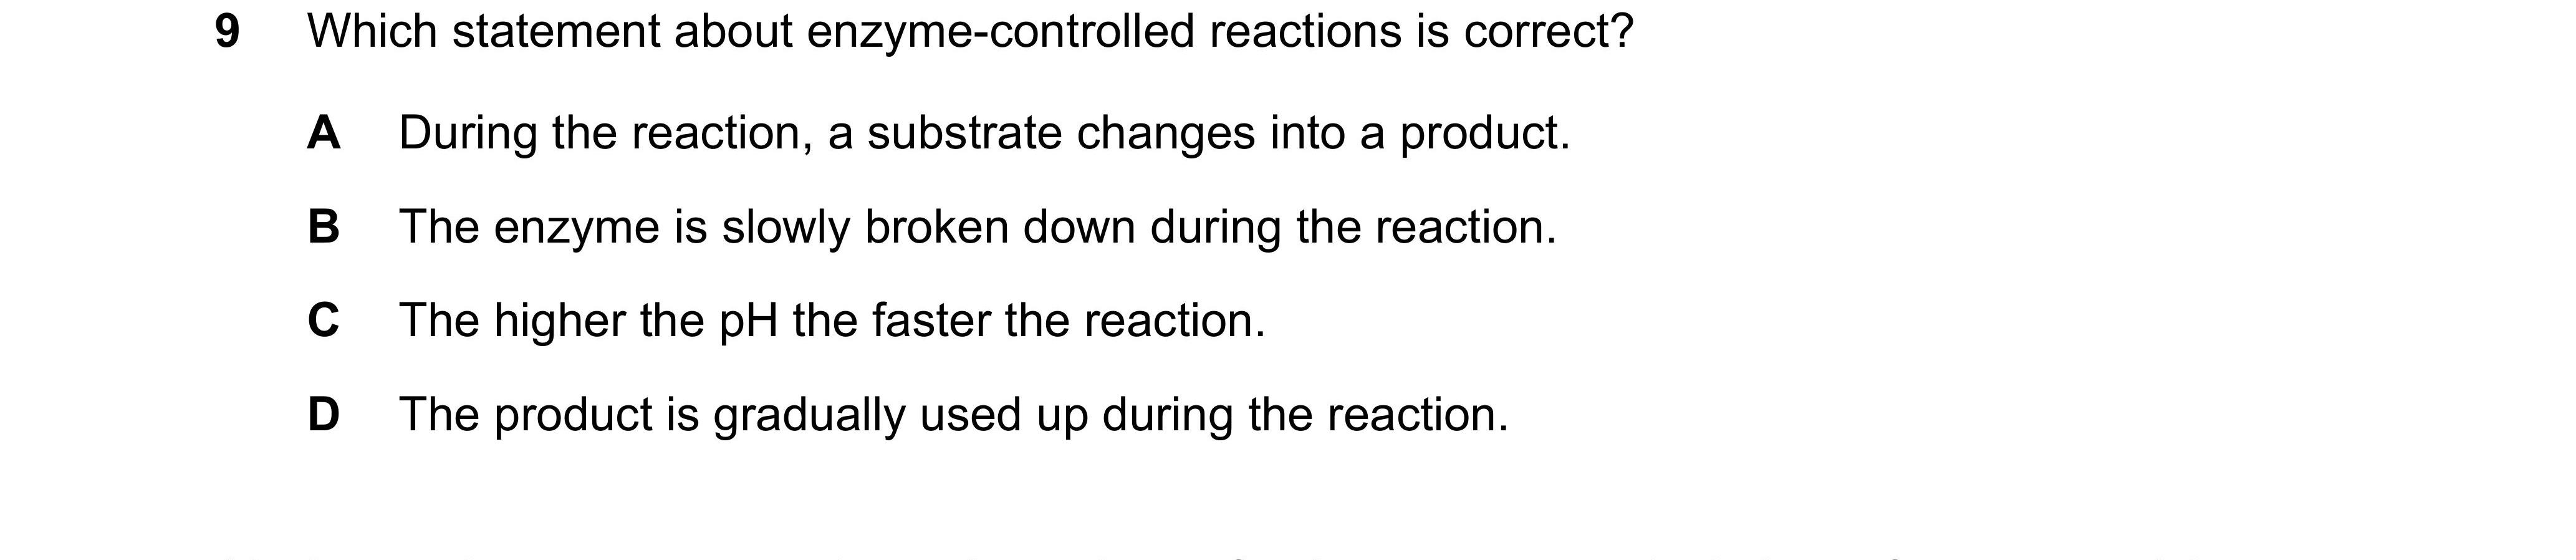 9 Which statement about enzyme-controlled reactions is correct?
A During the reaction, a substrate changes into a product.
B The enzyme is slowly broken down during the reaction.
C The higher the pH the faster the reaction.
D The product is gradually used up during the reaction.